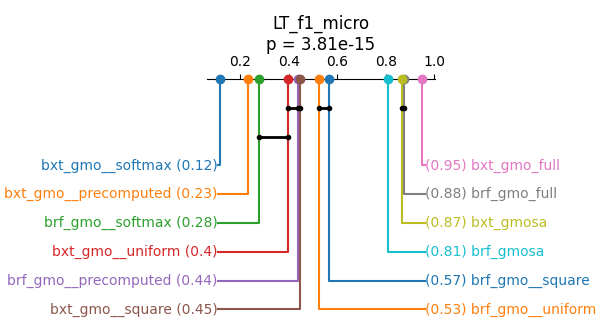 LT_f1_micro
p = 3.81e-15
0.2 0.4 0.6 0.8 1.0
bxt_gmo__softmax (0.12) (0.95) bxt_gmo_full
bxt_gmo__precomputed (0.23) (0.88) brf_gmo_full
brf_gmo__softmax (0.28) (0.87) bxt_gmosa
bxt_gmo__uniform (0.4) (0.81) brf_gmosa
brf_gmo__precomputed (0.44) (0.57) brf_gmo__square
bxt_gmo__square (0.45) (0.53) brf_gmo__uniform